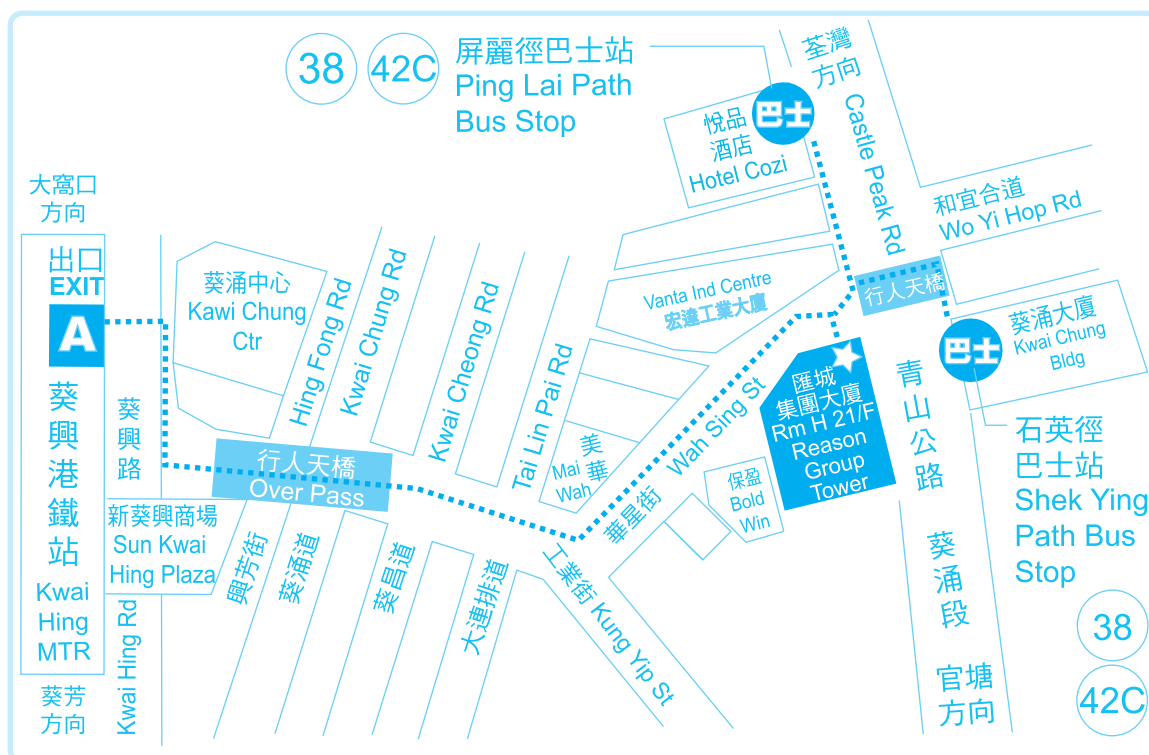 38
42C
屏麗徑巴士站
Ping Lai Path
Bus Stop
荃灣
方向
Castle Peak Rd
巴士
悅品
酒店
Hotel Cozi
和宜合道
Wo Yi Hop Rd
大窩口
方向
出口
EXIT
A
葵興港鐵站
Kwai
Hing
MTR
葵芳
方向
葵興路
Kwai Hing Rd
葵涌中心
Kawi Chung
Ctr
Hing Fong Rd
Kwai Chung Rd
Kwai Cheong Rd
Tai Lin Pai Rd
Vanta Ind Centre
宏達工業大廈
行人天橋
葵涌大廈
Kwai Chung
Bldg
巴士
匯城
集團大廈
Rm H 21/F
Reason
Group
Tower
青山公路
葵涌段
官塘
方向
石英徑
巴士站
Shek Ying
Path Bus
Stop
38
42C
行人天橋
Over Pass
美華
Mai
Wah
Wah Sing St
華星街
保盈
Bold
Win
新葵興商場
Sun Kwai
Hing Plaza
興芳街
葵涌道
葵昌道
大連排道
工業街 Kung Yip St